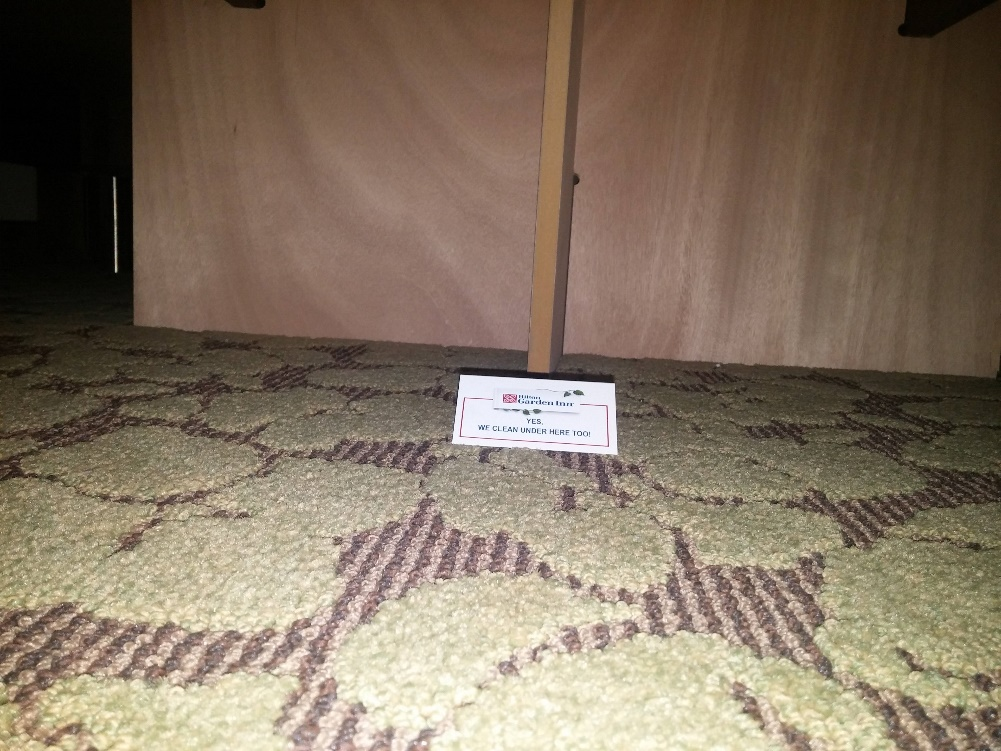 Hilton
Garden Inn
YES,
WE CLEAN UNDER HERE TOO!